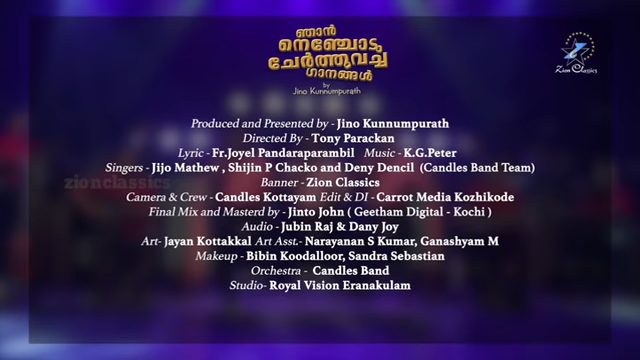 ഞാൻ
നെഞ്ചോടു
ചേർത്തുവച്ച
ഗാനങ്ങൾ
by
Jino Kunnumpurath
Zion Classics
Produced and Presented by - Jino Kunnumpurath
Directed By - Tony Parackan
Lyric - Fr.Joyel Pandaraparambil Music - K.G.Peter
Singers - Jijo Mathew , Shijin P Chacko and Deny Dencil (Candles Band Team)
zionclassics
Banner - Zion Classics
Camera & Crew - Candles Kottayam Edit & DI - Carrot Media Kozhikode
Final Mix and Masterd by - Jinto John ( Geetham Digital - Kochi )
Audio - Jubin Raj & Dany Joy
Art- Jayan Kottakkal Art Asst.- Narayanan S Kumar, Ganashyam M
Makeup - Bibin Koodalloor, Sandra Sebastian
Orchestra - Candles Band
Studio- Royal Vision Eranakulam